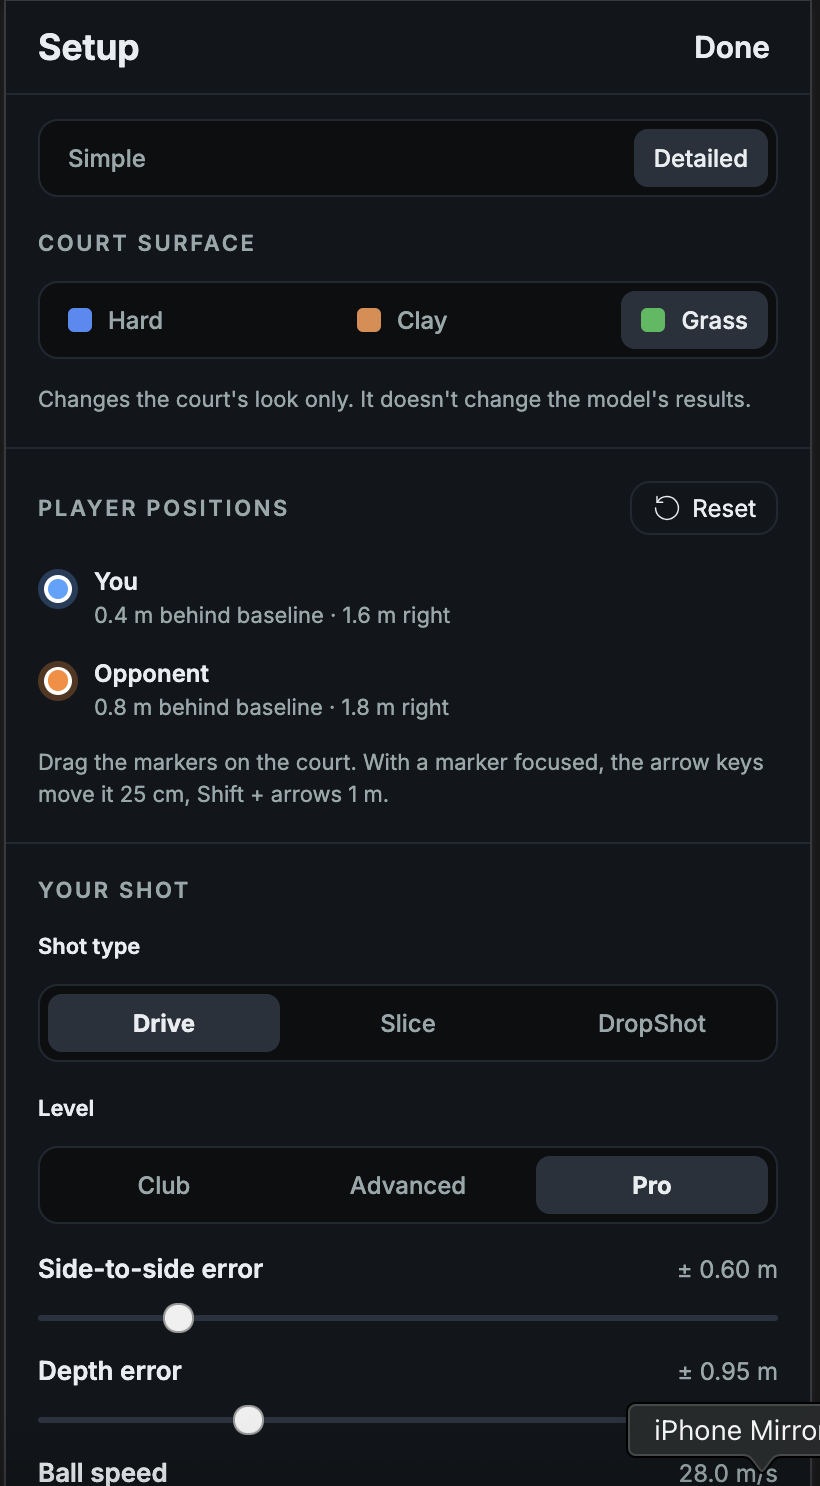 Setup
Done
Simple
Detailed
COURT SURFACE
Hard
Clay
Grass
Changes the court's look only. It doesn't change the model's results.
PLAYER POSITIONS
Reset
You
0.4 m behind baseline · 1.6 m right
Opponent
0.8 m behind baseline · 1.8 m right
Drag the markers on the court. With a marker focused, the arrow keys
move it 25 cm, Shift + arrows 1 m.
YOUR SHOT
Shot type
Drive
Slice
DropShot
Level
Club
Advanced
Pro
Side-to-side error
± 0.60 m
Depth error
± 0.95 m
iPhone Mirro
Ball speed
28.0 m/s